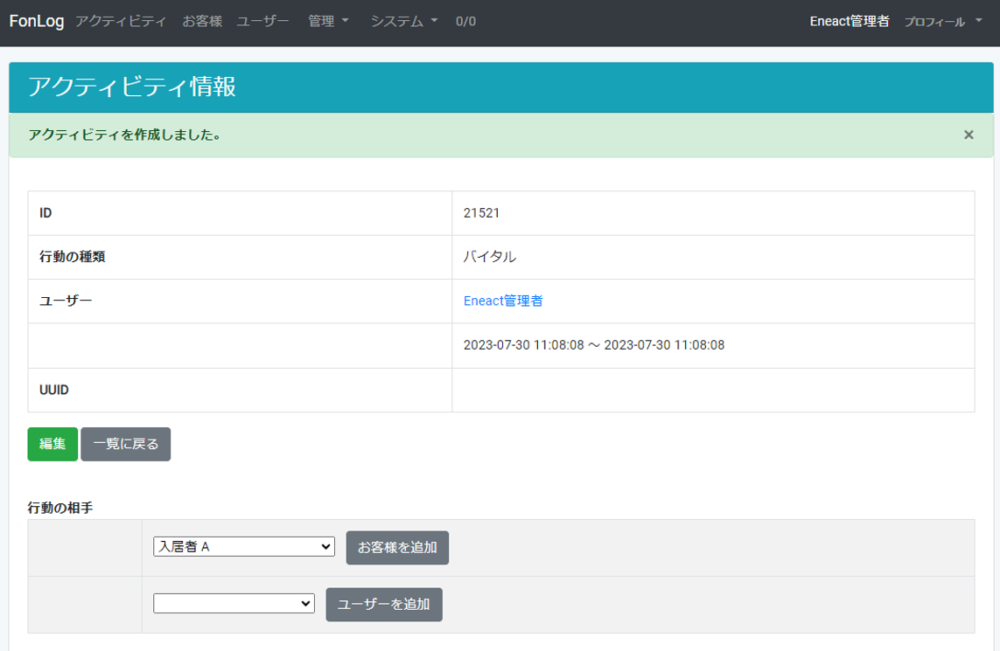 FonLog アクティビティ お客様 ユーザー 管理 システム 0/0 Eneact管理者 プロフィール
アクティビティ情報
アクティビティを作成しました。 ×
ID 21521
行動の種類 バイタル
ユーザー Eneact管理者
2023-07-30 11:08:08 ～ 2023-07-30 11:08:08
UUID
編集 一覧に戻る
行動の相手
入居者 A お客様を追加
ユーザーを追加